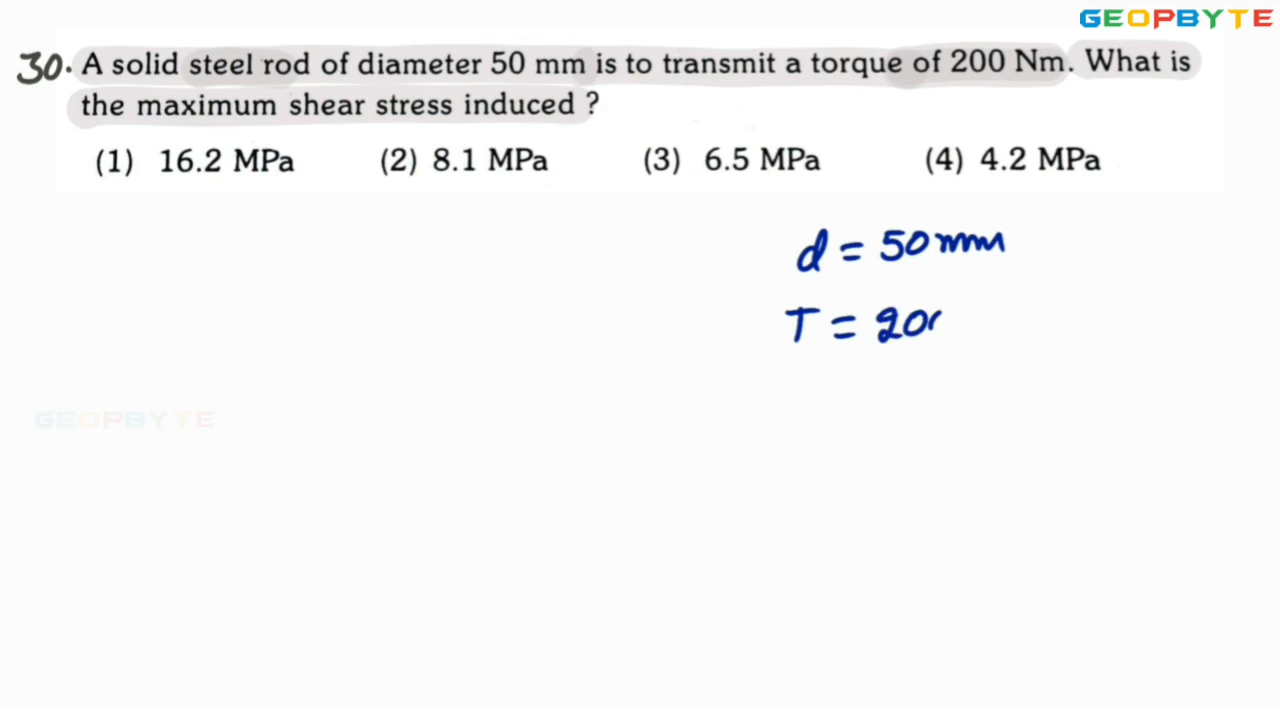 GEOPBYTE
30. A solid steel rod of diameter 50 mm is to transmit a torque of 200 Nm. What is
the maximum shear stress induced ?
(1) 16.2 MPa (2) 8.1 MPa (3) 6.5 MPa (4) 4.2 MPa
d = 50 mm
T = 20
GEOPBYTE